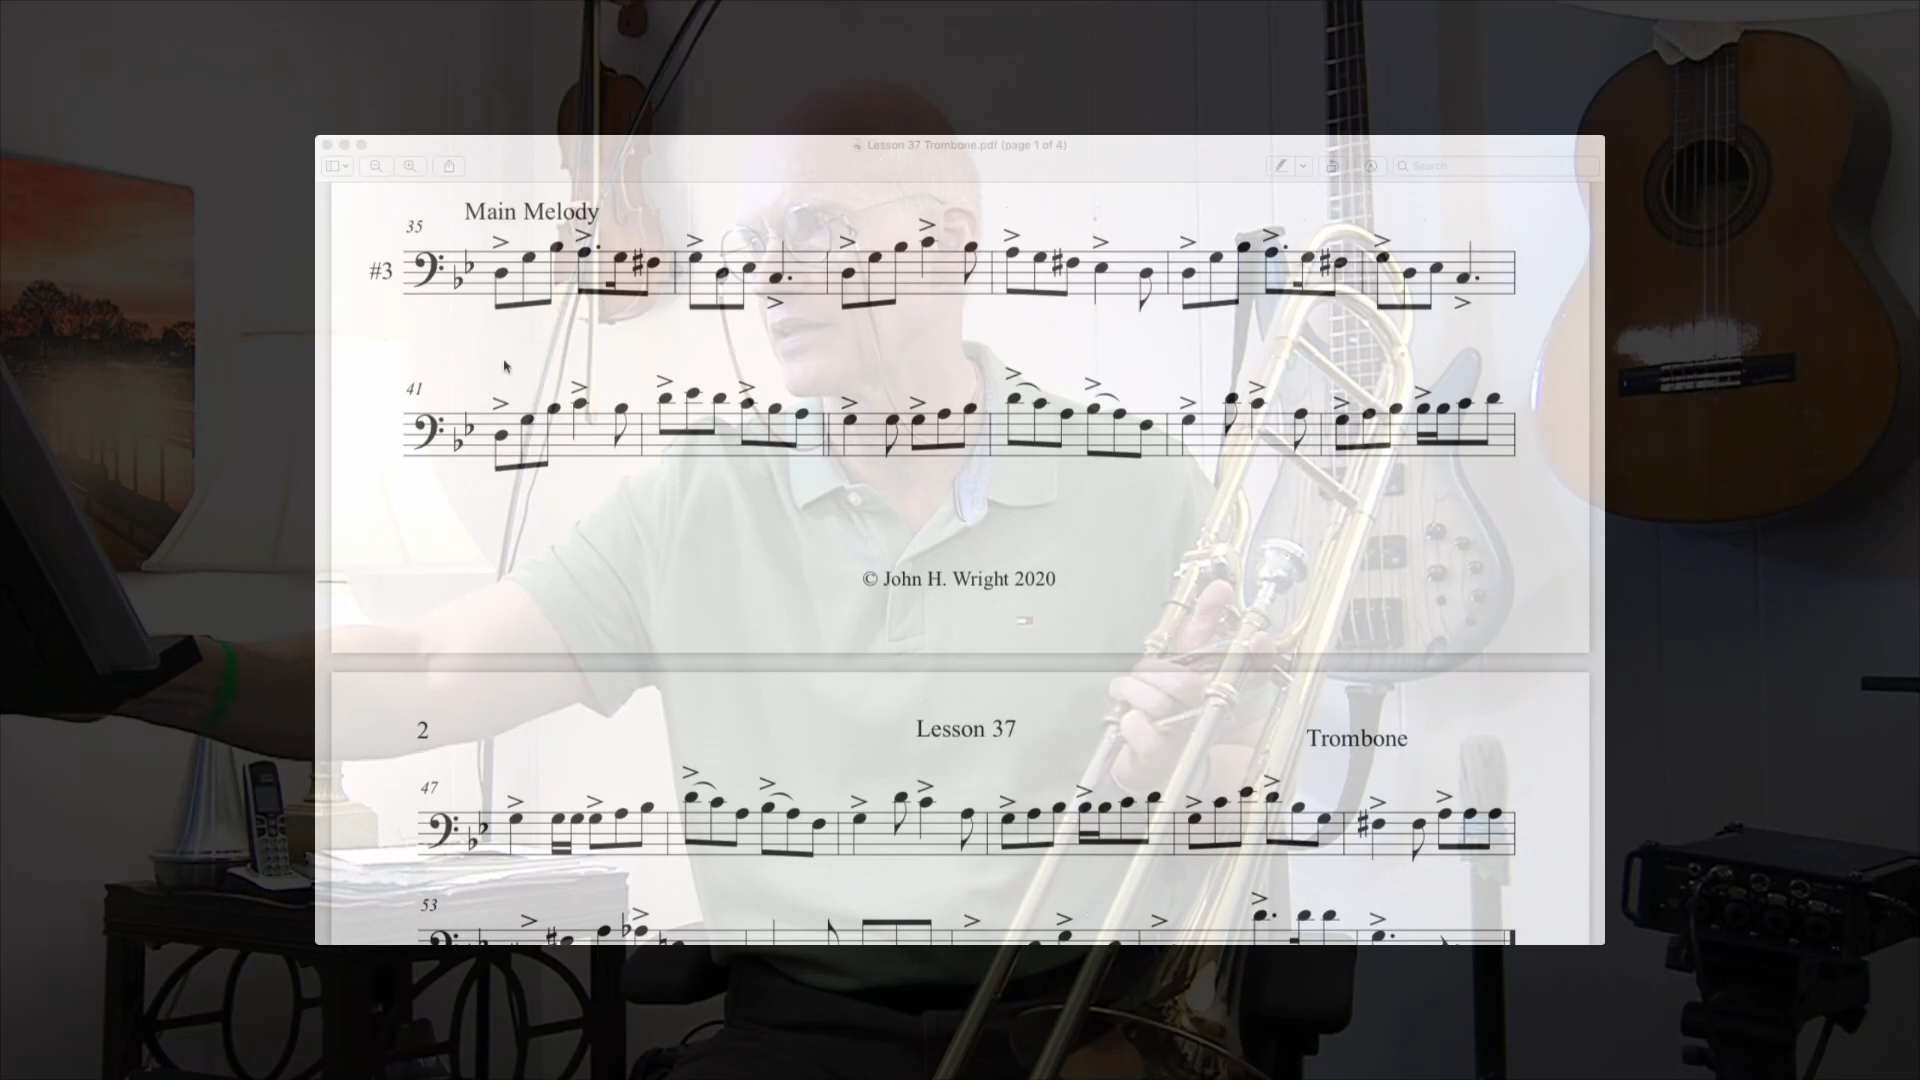 Lesson 37 Trombone.pdf (page 1 of 4)
Search
Main Melody
35
#3
41
© John H. Wright 2020
2 Lesson 37 Trombone
47
53